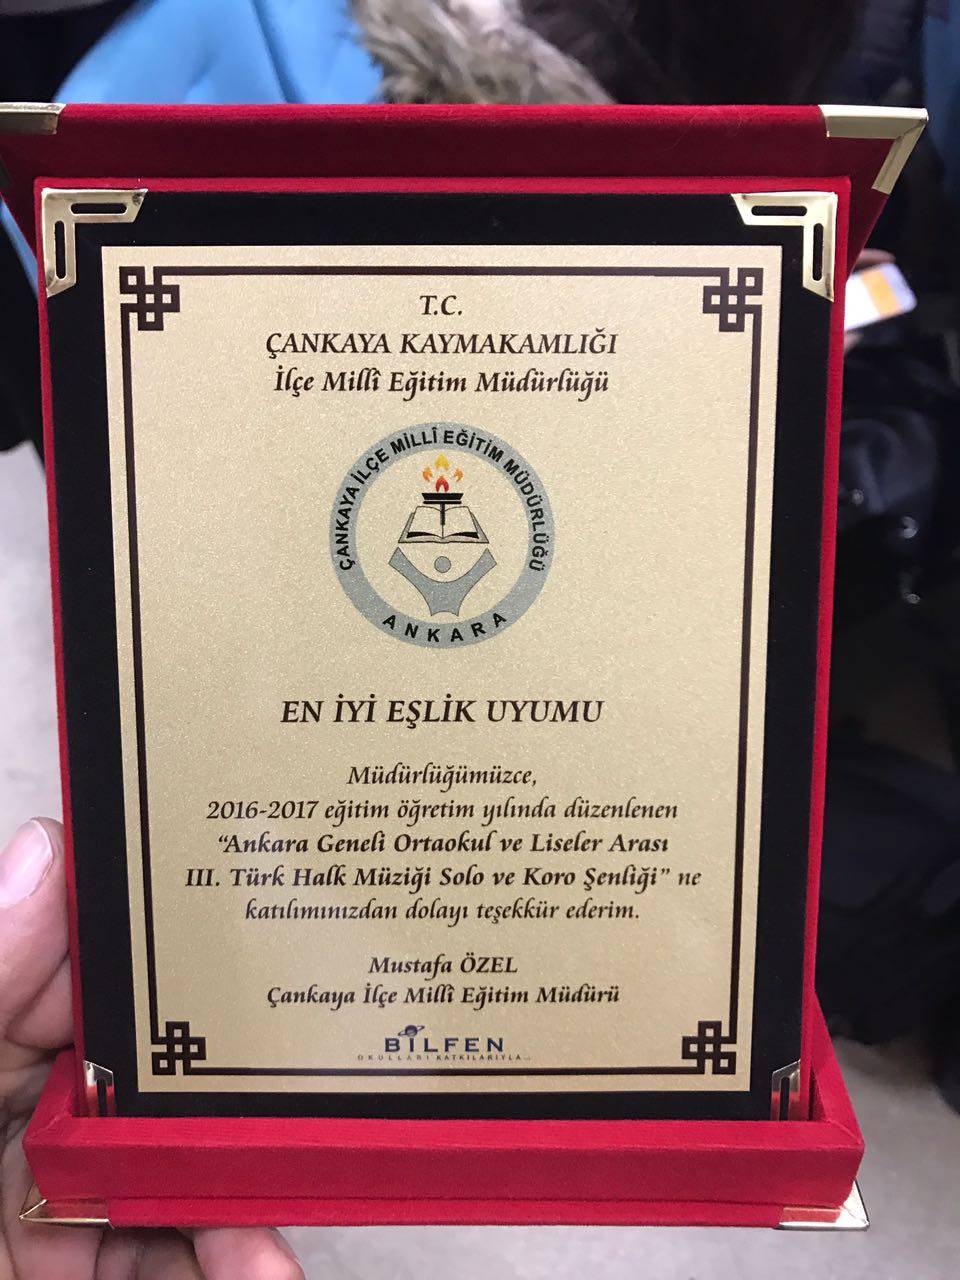 T.C.
ÇANKAYA KAYMAKAMLIĞI
İlçe Millî Eğitim Müdürlüğü
ÇANKAYA İLÇE MİLLÎ EĞİTİM MÜDÜRLÜĞÜ
ANKARA
EN İYİ EŞLİK UYUMU
Müdürlüğümüzce,
2016-2017 eğitim öğretim yılında düzenlenen
“Ankara Geneli Ortaokul ve Liseler Arası
III. Türk Halk Müziği Solo ve Koro Şenliği” ne
katılımınızdan dolayı teşekkür ederim.
Mustafa ÖZEL
Çankaya İlçe Millî Eğitim Müdürü
BİLFEN
OKULLARI KATKILARIYLA...